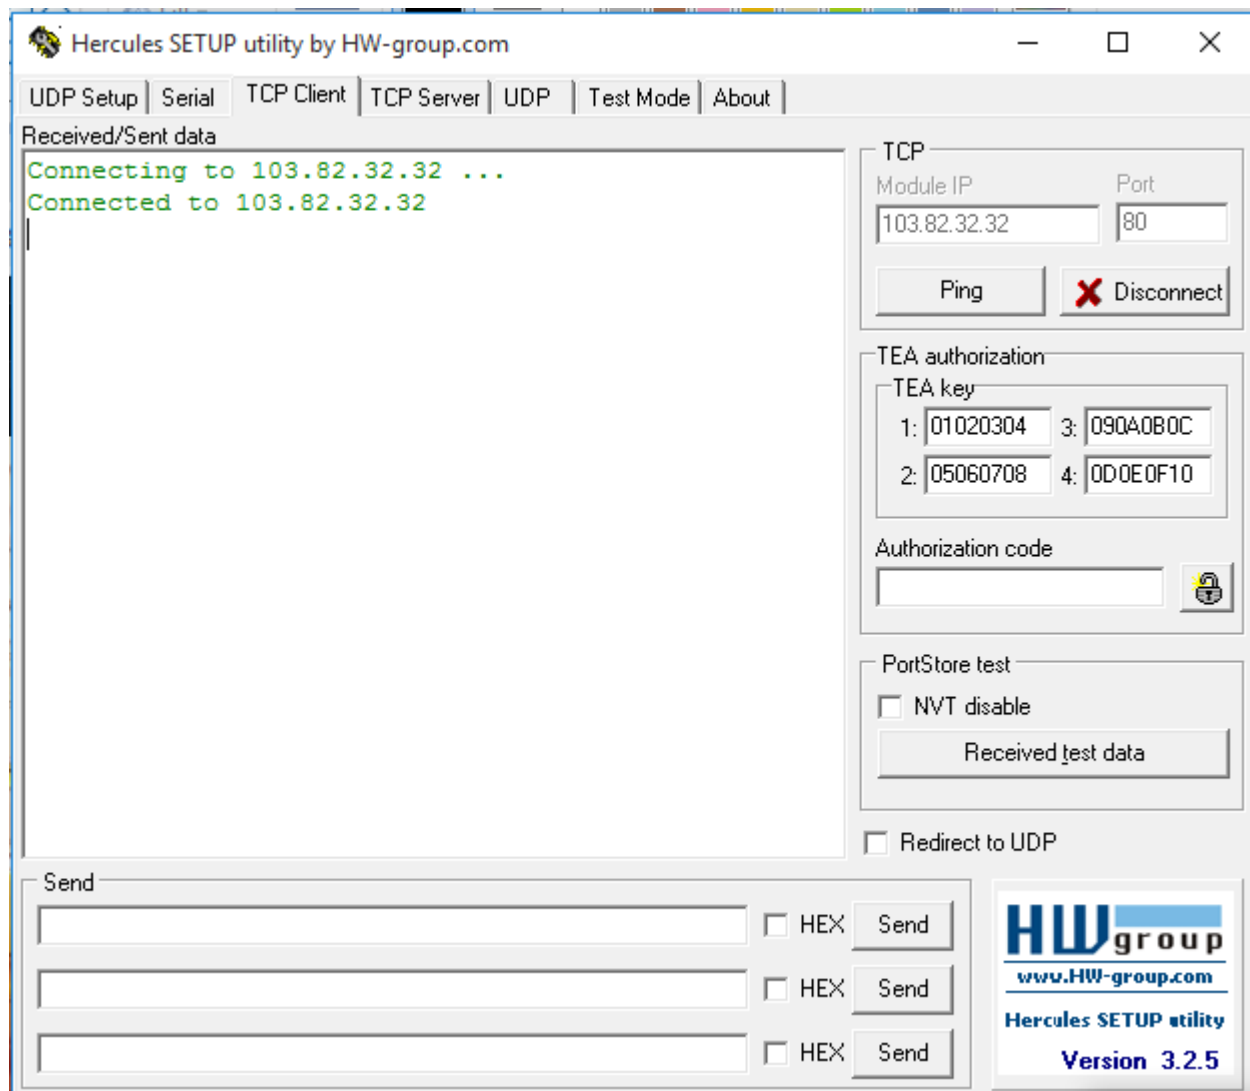 Hercules SETUP utility by HW-group.com
UDP Setup Serial TCP Client TCP Server UDP Test Mode About
Received/Sent data
Connecting to 103.82.32.32 ...
Connected to 103.82.32.32
TCP
Module IP Port
103.82.32.32 80
Ping Disconnect
TEA authorization
TEA key
1: 01020304 3: 090A0B0C
2: 05060708 4: 0D0E0F10
Authorization code
PortStore test
NVT disable
Received test data
Redirect to UDP
Send
HEX Send
HEX Send
HEX Send
HW group
www.HW-group.com
Hercules SETUP utility
Version 3.2.5